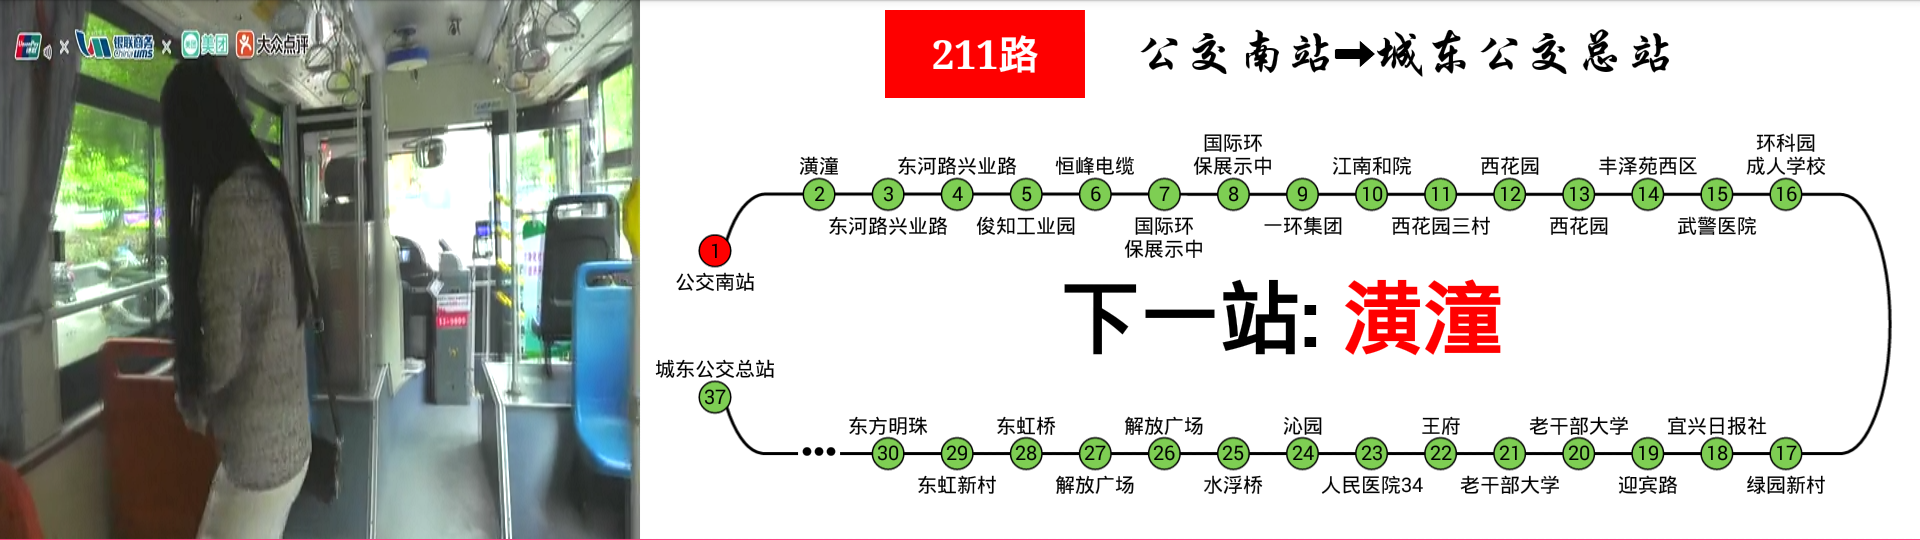 UnionPay 银联 × 银联商务 Chinaums × 美团 大众点评
211路
公交南站➡城东公交总站
1 公交南站
2 潢潼
3 东河路兴业路
4 东河路兴业路
5 俊知工业园
6 恒峰电缆
7 国际环
保展示中
8 国际环
保展示中
9 一环集团
10 江南和院
11 西花园三村
12 西花园
13 西花园
14 丰泽苑西区
15 武警医院
16 环科园
成人学校
下一站: 潢潼
17 绿园新村
18 宜兴日报社
19 迎宾路
20 老干部大学
21 老干部大学
22 王府
23 人民医院34
24 沁园
25 水浮桥
26 解放广场
27 解放广场
28 东虹桥
29 东虹新村
30 东方明珠
•••
37 城东公交总站